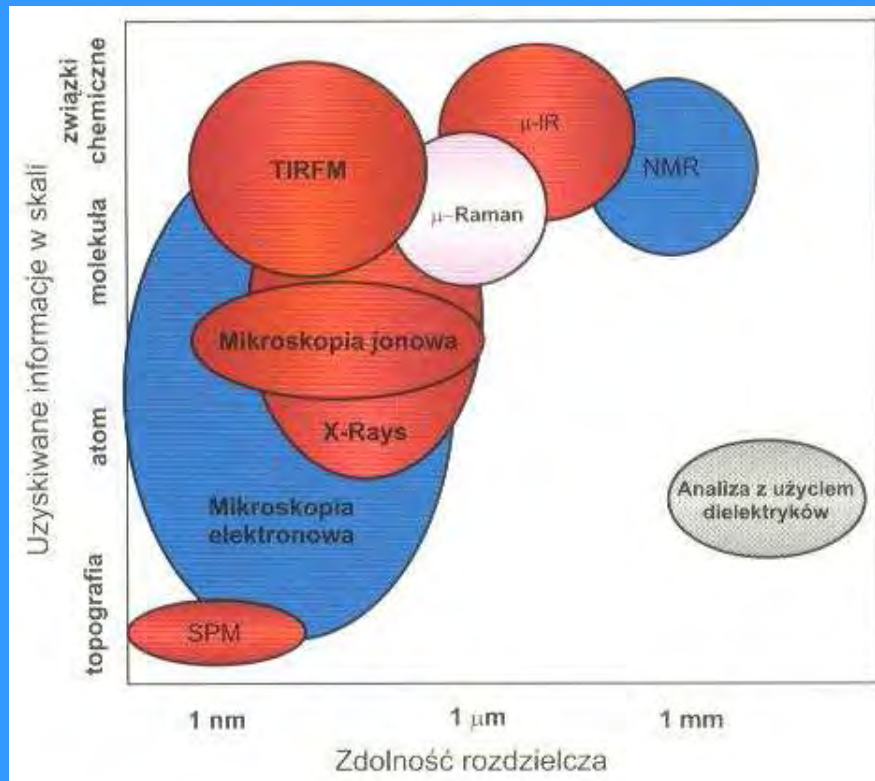 Uzyskiwane informacje w skali
związki
chemiczne
molekuła
atom
topografia
TIRFM
μ-IR
NMR
μ–Raman
Mikroskopia jonowa
X-Rays
Mikroskopia
elektronowa
Analiza z użyciem
dielektryków
SPM
1 nm
1 μm
1 mm
Zdolność rozdzielcza